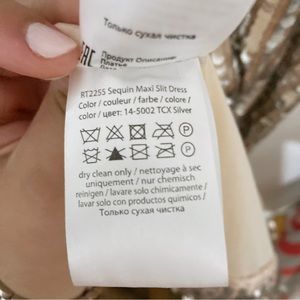 Только сухая чистка
EAC
Продукт Описание:
Платье
RT2255 Sequin Maxi Slit Dress
Color / couleur / farbe / colore /
color / цвет: 14-5002 TCX Silver
P
P
dry clean only / nettoyage à sec
uniquement / nur chemisch
reinigen / lavare solo chimicamente /
lavar solo con productos químicos /
Только сухая чистка